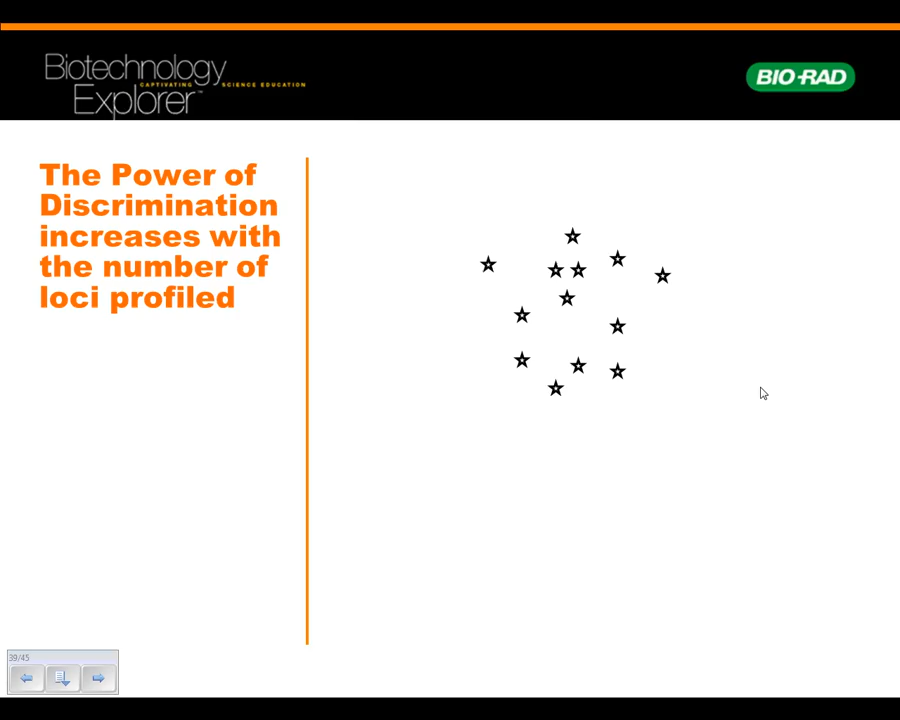 Biotechnology
CAPTIVATING SCIENCE EDUCATION
Explorer™
BIO-RAD
The Power of
Discrimination
increases with
the number of
loci profiled
39/45